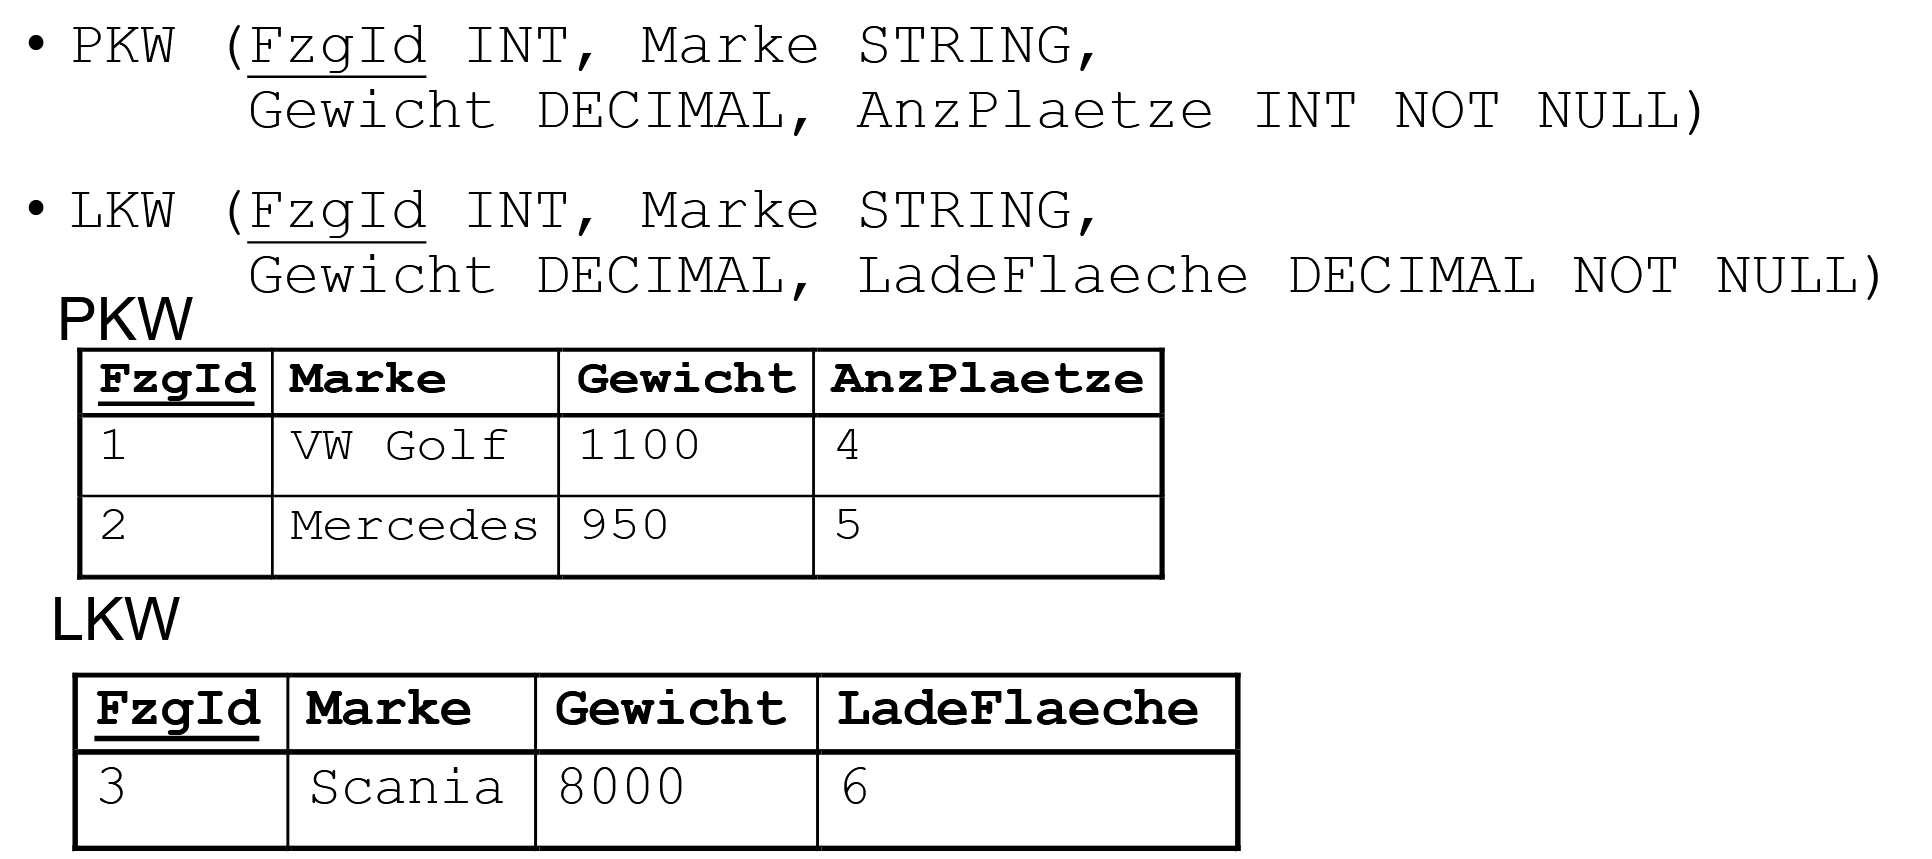 • PKW (FzgId INT, Marke STRING,
Gewicht DECIMAL, AnzPlaetze INT NOT NULL)
• LKW (FzgId INT, Marke STRING,
Gewicht DECIMAL, LadeFlaeche DECIMAL NOT NULL)
PKW
FzgId Marke Gewicht AnzPlaetze
1 VW Golf 1100 4
2 Mercedes 950 5
LKW
FzgId Marke Gewicht LadeFlaeche
3 Scania 8000 6